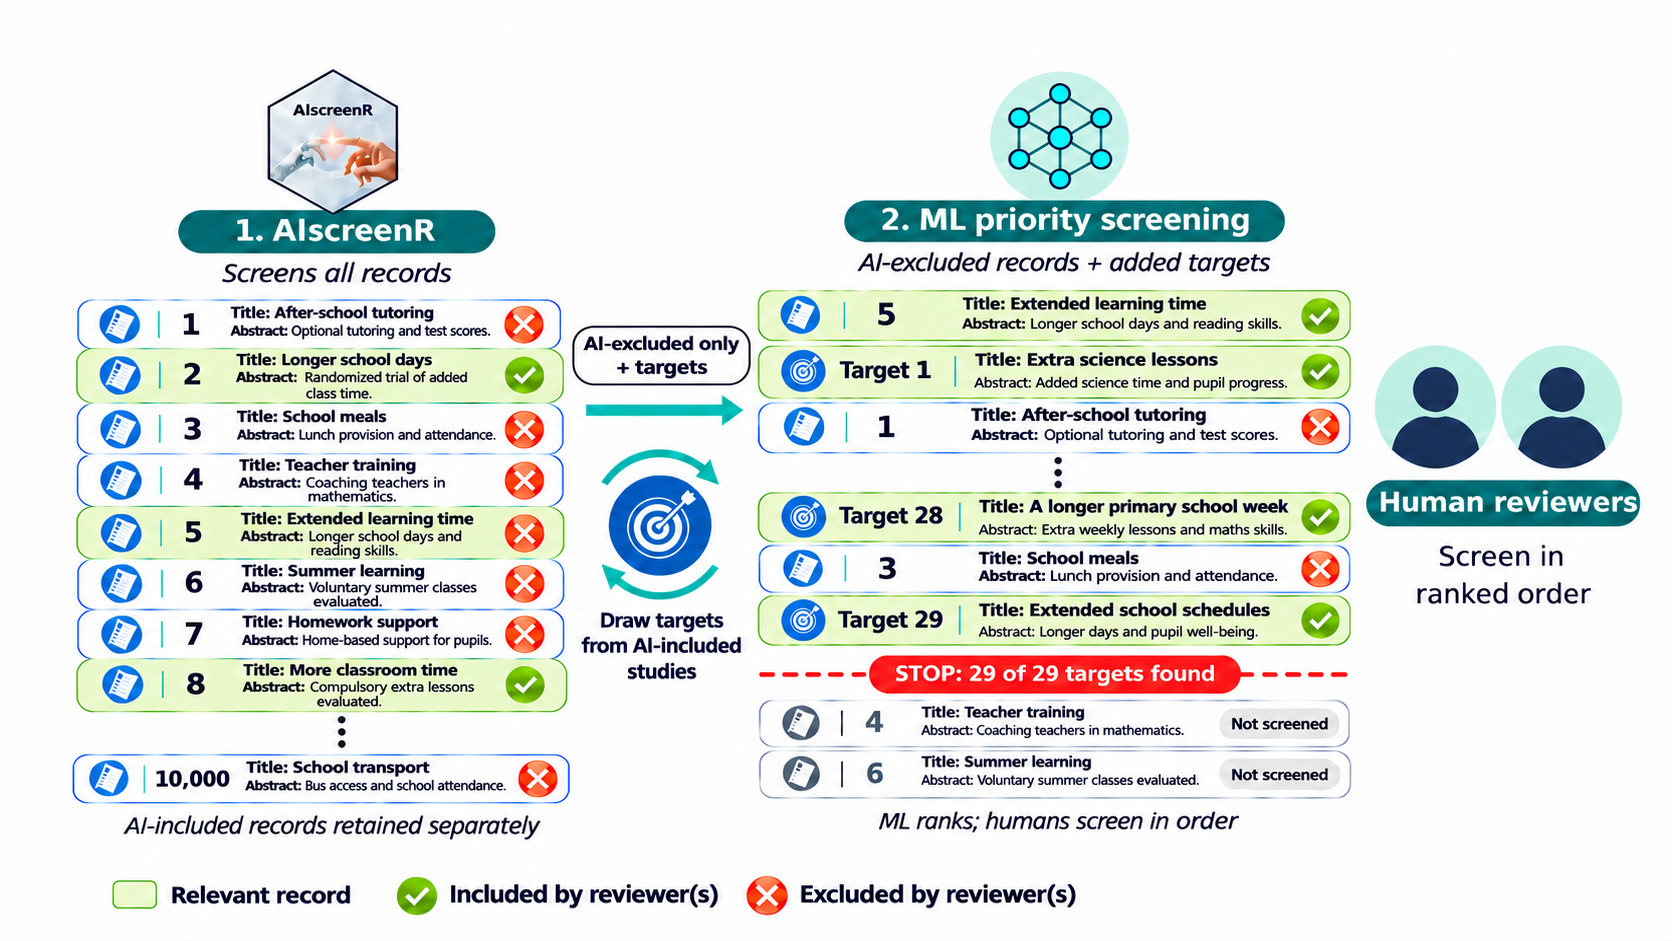 AIscreenR
1. AIscreenR
Screens all records
1
Title: After-school tutoring
Abstract: Optional tutoring and test scores.
2
Title: Longer school days
Abstract: Randomized trial of added
class time.
3
Title: School meals
Abstract: Lunch provision and attendance.
4
Title: Teacher training
Abstract: Coaching teachers in
mathematics.
5
Title: Extended learning time
Abstract: Longer school days and
reading skills.
6
Title: Summer learning
Abstract: Voluntary summer classes
evaluated.
7
Title: Homework support
Abstract: Home-based support for pupils.
8
Title: More classroom time
Abstract: Compulsory extra lessons
evaluated.
10,000
Title: School transport
Abstract: Bus access and school attendance.
AI-included records retained separately
AI-excluded only
+ targets
Draw targets
from AI-included
studies
2. ML priority screening
AI-excluded records + added targets
5
Title: Extended learning time
Abstract: Longer school days and reading skills.
Target 1
Title: Extra science lessons
Abstract: Added science time and pupil progress.
1
Title: After-school tutoring
Abstract: Optional tutoring and test scores.
Target 28
Title: A longer primary school week
Abstract: Extra weekly lessons and maths skills.
3
Title: School meals
Abstract: Lunch provision and attendance.
Target 29
Title: Extended school schedules
Abstract: Longer days and pupil well-being.
STOP: 29 of 29 targets found
4
Title: Teacher training
Abstract: Coaching teachers in mathematics.
Not screened
6
Title: Summer learning
Abstract: Voluntary summer classes evaluated.
Not screened
ML ranks; humans screen in order
Human reviewers
Screen in
ranked order
Relevant record
Included by reviewer(s)
Excluded by reviewer(s)